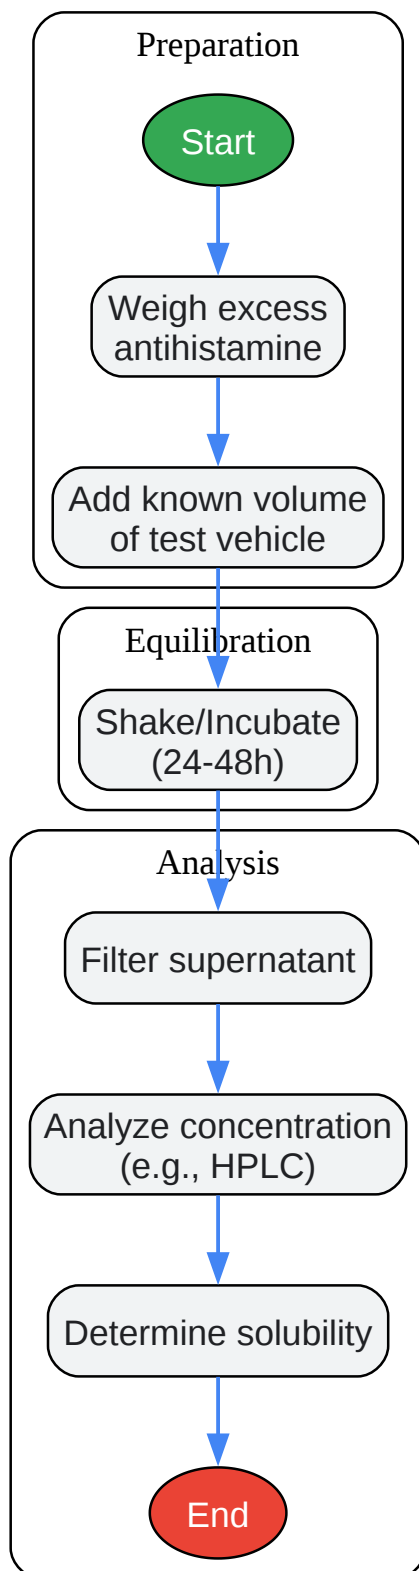 Preparation
Start
Weigh excess
antihistamine
Add known volume
of test vehicle
Equilibration
Shake/Incubate
(24-48h)
Analysis
Filter supernatant
Analyze concentration
(e.g., HPLC)
Determine solubility
End